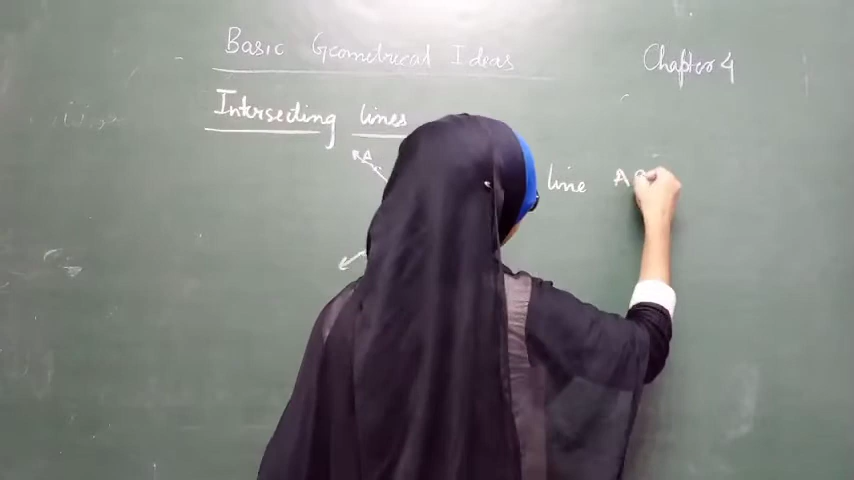 Basic Geometrical Ideas
Chapter 4
Intersecting lines
A
line A